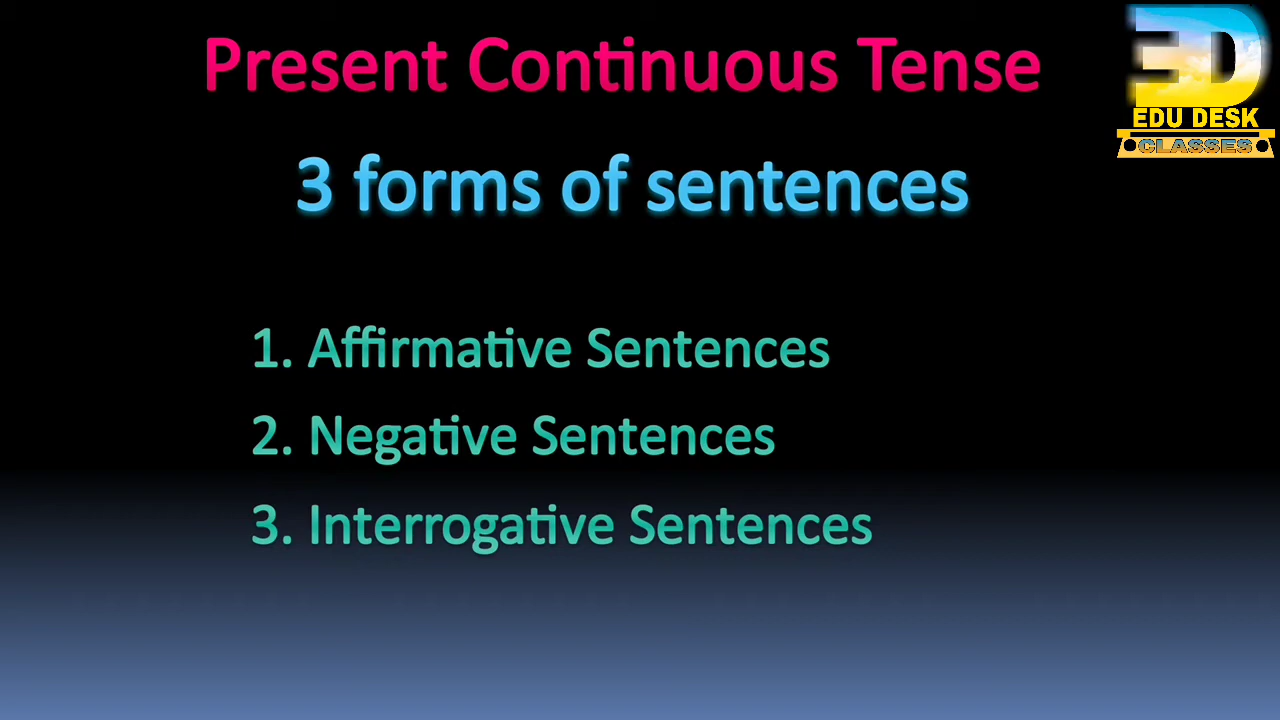 Present Continuous Tense
ED
EDU DESK
CLASSES
3 forms of sentences
1. Affirmative Sentences
2. Negative Sentences
3. Interrogative Sentences